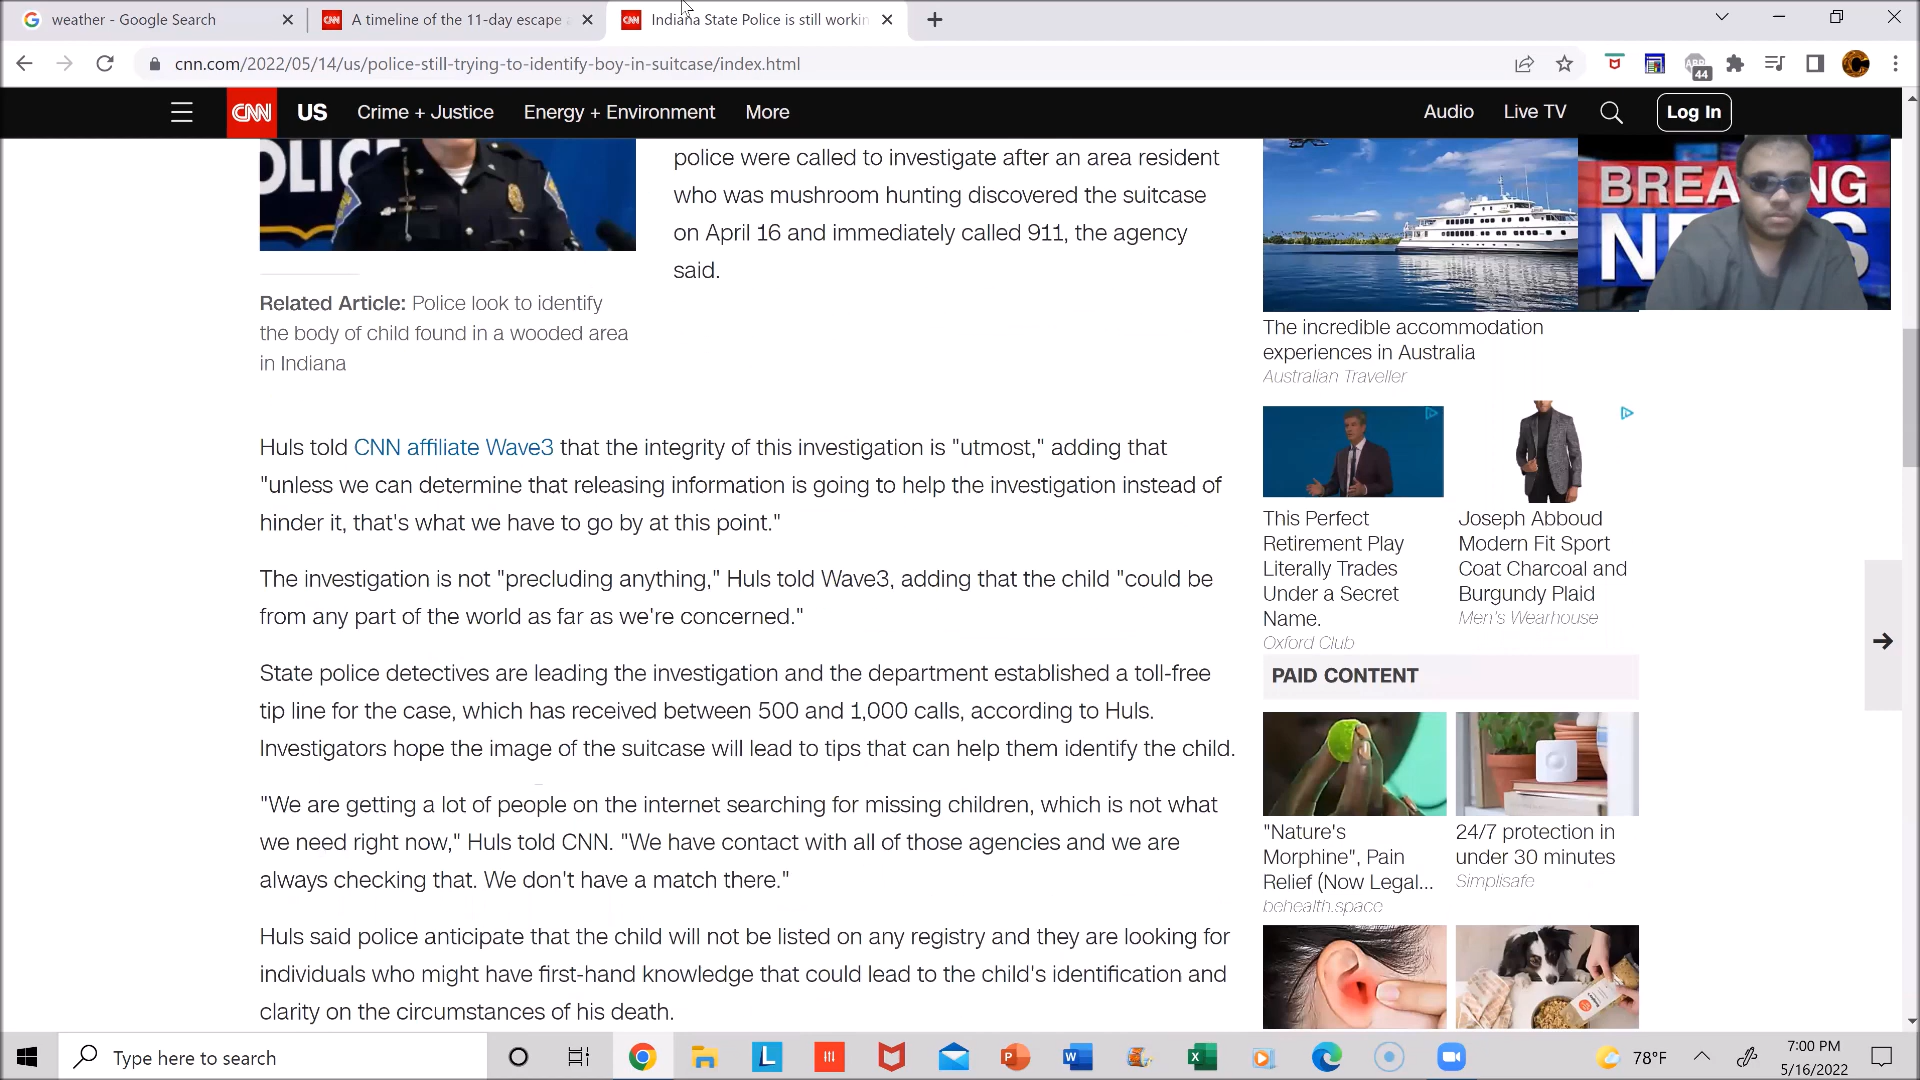 weather - Google Search
A timeline of the 11-day escape
Indiana State Police is still workin
cnn.com/2022/05/14/us/police-still-trying-to-identify-boy-in-suitcase/index.html
44
CNN US Crime + Justice Energy + Environment More
Audio Live TV Log In
POLICE
police were called to investigate after an area resident
who was mushroom hunting discovered the suitcase
on April 16 and immediately called 911, the agency
said.
Related Article: Police look to identify
the body of child found in a wooded area
in Indiana
Huls told CNN affiliate Wave3 that the integrity of this investigation is "utmost," adding that
"unless we can determine that releasing information is going to help the investigation instead of
hinder it, that's what we have to go by at this point."
The investigation is not "precluding anything," Huls told Wave3, adding that the child "could be
from any part of the world as far as we're concerned."
State police detectives are leading the investigation and the department established a toll-free
tip line for the case, which has received between 500 and 1,000 calls, according to Huls.
Investigators hope the image of the suitcase will lead to tips that can help them identify the child.
"We are getting a lot of people on the internet searching for missing children, which is not what
we need right now," Huls told CNN. "We have contact with all of those agencies and we are
always checking that. We don't have a match there."
Huls said police anticipate that the child will not be listed on any registry and they are looking for
individuals who might have first-hand knowledge that could lead to the child's identification and
clarity on the circumstances of his death.
BREA NG
N S
The incredible accommodation
experiences in Australia
Australian Traveller
This Perfect
Retirement Play
Literally Trades
Under a Secret
Name.
Oxford Club
Joseph Abboud
Modern Fit Sport
Coat Charcoal and
Burgundy Plaid
Men's Wearhouse
PAID CONTENT
"Nature's
Morphine", Pain
Relief (Now Legal...
behealth.space
24/7 protection in
under 30 minutes
Simplisafe
Type here to search
78°F
7:00 PM
5/16/2022